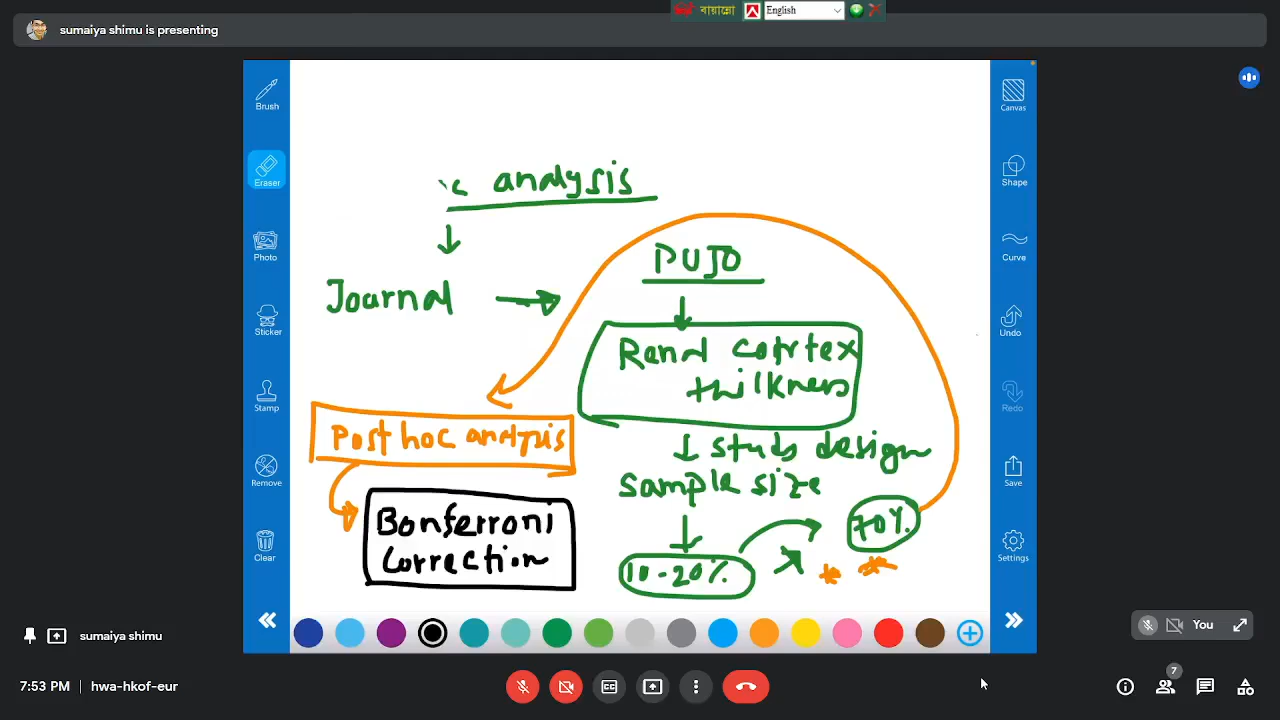 বায়ান্নো
English
sumaiya shimu is presenting
Brush
Eraser
Photo
Sticker
Stamp
Remove
Clear
analysis
Journal
PUJO
Renal cotrtex
thilkness
study design
sample size
10-20%
70%
Post hoc analysis
Bonferroni
Correction
Canvas
Shape
Curve
Undo
Redo
Save
Settings
sumaiya shimu
You
7:53 PM | hwa-hkof-eur
7